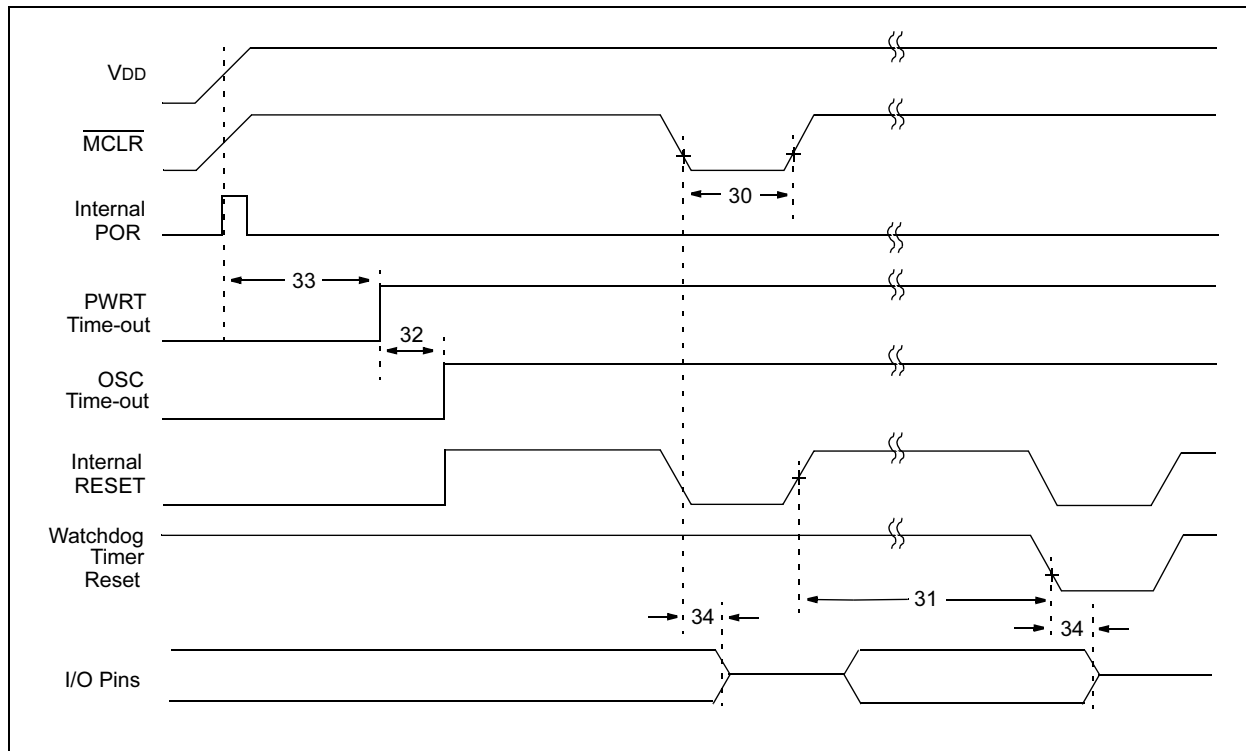 VDD
MCLR
30
Internal
POR
33
PWRT
Time-out
32
OSC
Time-out
Internal
RESET
Watchdog
Timer
Reset
31
34
34
I/O Pins